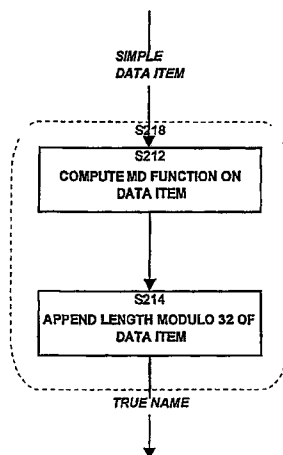 SIMPLE
DATA ITEM
S218
S212
COMPUTE MD FUNCTION ON
DATA ITEM
S214
APPEND LENGTH MODULO 32 OF
DATA ITEM
TRUE NAME